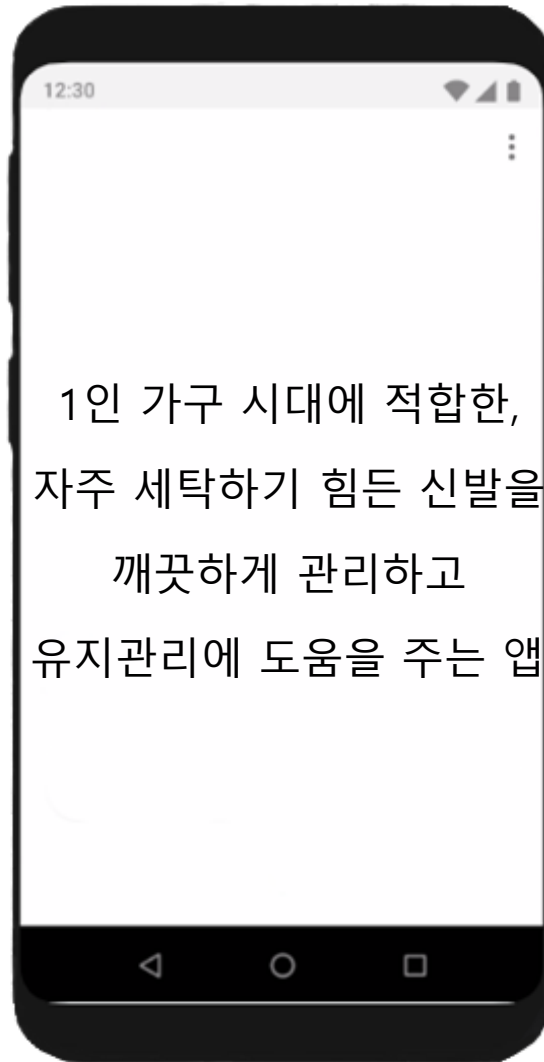 12:30
1인 가구 시대에 적합한,
자주 세탁하기 힘든 신발을
깨끗하게 관리하고
유지관리에 도움을 주는 앱